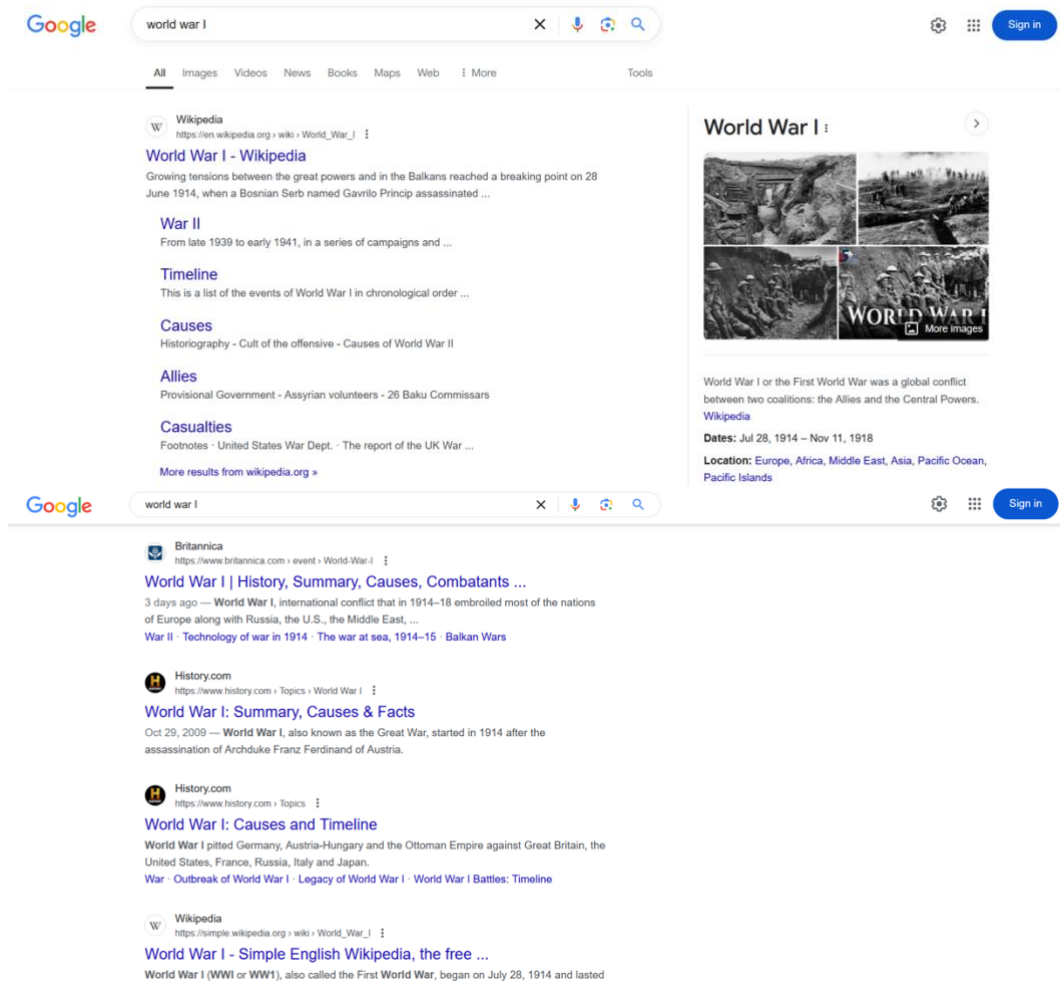 Google
world war I
Sign in
All Images Videos News Books Maps Web More Tools
Wikipedia
https://en.wikipedia.org › wiki › World_War_I
World War I - Wikipedia
Growing tensions between the great powers and in the Balkans reached a breaking point on 28
June 1914, when a Bosnian Serb named Gavrilo Princip assassinated ...
War II
From late 1939 to early 1941, in a series of campaigns and ...
Timeline
This is a list of the events of World War I in chronological order ...
Causes
Historiography - Cult of the offensive - Causes of World War II
Allies
Provisional Government - Assyrian volunteers - 26 Baku Commissars
Casualties
Footnotes · United States War Dept. · The report of the UK War ...
More results from wikipedia.org »
World War I
WORLD WAR I
More images
World War I or the First World War was a global conflict
between two coalitions: the Allies and the Central Powers.
Wikipedia
Dates: Jul 28, 1914 – Nov 11, 1918
Location: Europe, Africa, Middle East, Asia, Pacific Ocean,
Pacific Islands
Google
world war I
Sign in
Britannica
https://www.britannica.com › event › World-War-I
World War I | History, Summary, Causes, Combatants ...
3 days ago — World War I, international conflict that in 1914–18 embroiled most of the nations
of Europe along with Russia, the U.S., the Middle East, ...
War II · Technology of war in 1914 · The war at sea, 1914–15 · Balkan Wars
History.com
https://www.history.com › Topics › World War I
World War I: Summary, Causes & Facts
Oct 29, 2009 — World War I, also known as the Great War, started in 1914 after the
assassination of Archduke Franz Ferdinand of Austria.
History.com
https://www.history.com › Topics
World War I: Causes and Timeline
World War I pitted Germany, Austria-Hungary and the Ottoman Empire against Great Britain, the
United States, France, Russia, Italy and Japan.
War · Outbreak of World War I · Legacy of World War I · World War I Battles: Timeline
Wikipedia
https://simple.wikipedia.org › wiki › World_War_I
World War I - Simple English Wikipedia, the free ...
World War I (WWI or WW1), also called the First World War, began on July 28, 1914 and lasted